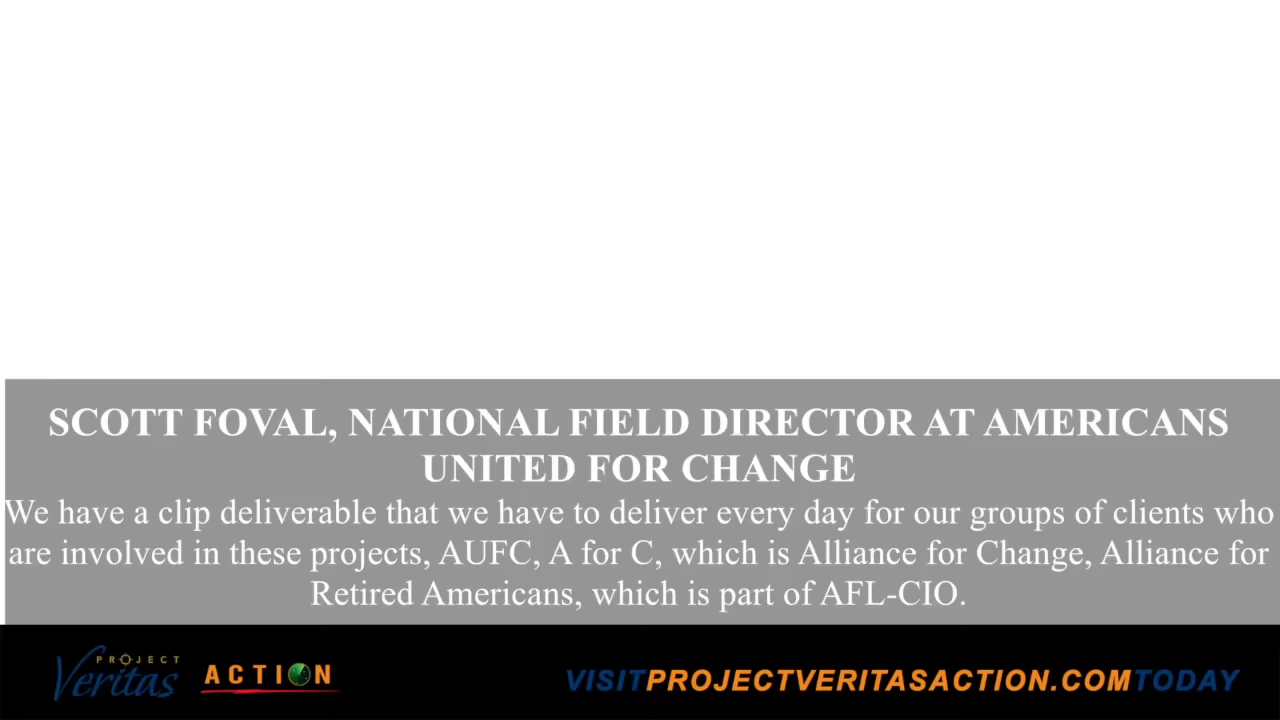 SCOTT FOVAL, NATIONAL FIELD DIRECTOR AT AMERICANS
UNITED FOR CHANGE
We have a clip deliverable that we have to deliver every day for our groups of clients who
are involved in these projects, AUFC, A for C, which is Alliance for Change, Alliance for
Retired Americans, which is part of AFL-CIO.
PROJECT
Veritas ACTION
VISITPROJECTVERITASACTION.COMTODAY